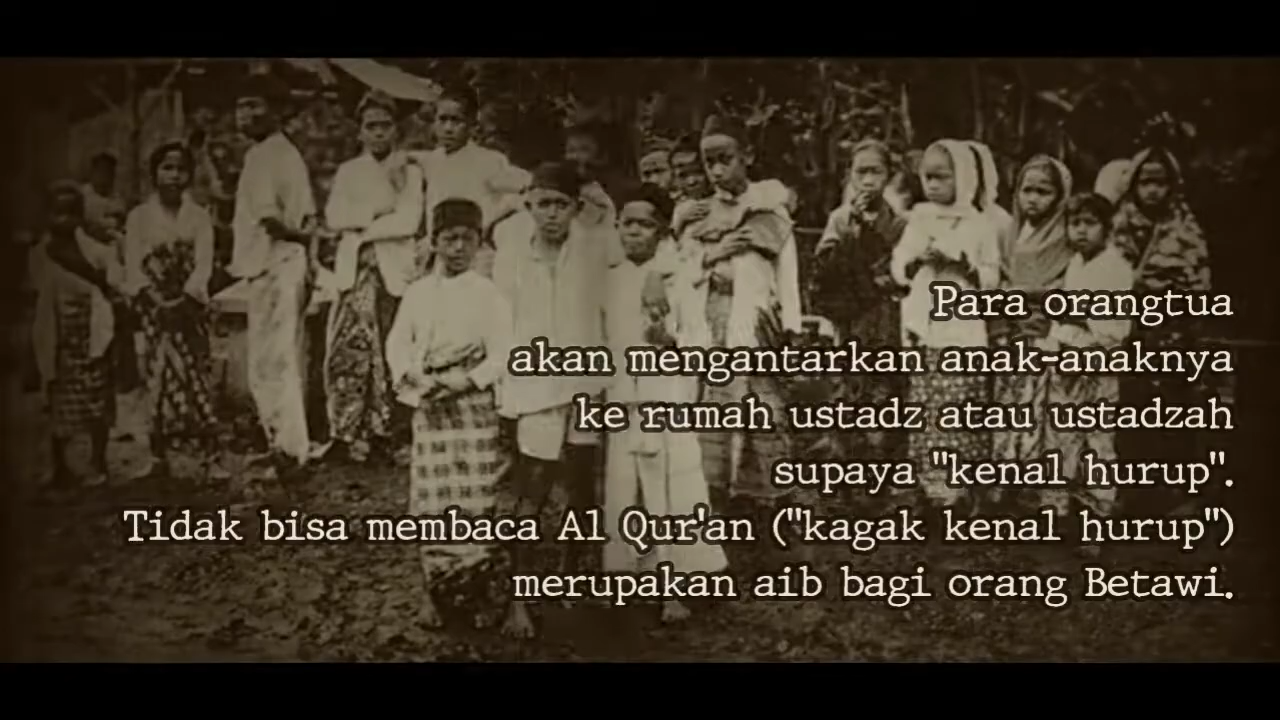 Para orangtua
akan mengantarkan anak-anaknya
ke rumah ustadz atau ustadzah
supaya "kenal hurup".
Tidak bisa membaca Al Qur'an ("kagak kenal hurup")
merupakan aib bagi orang Betawi.